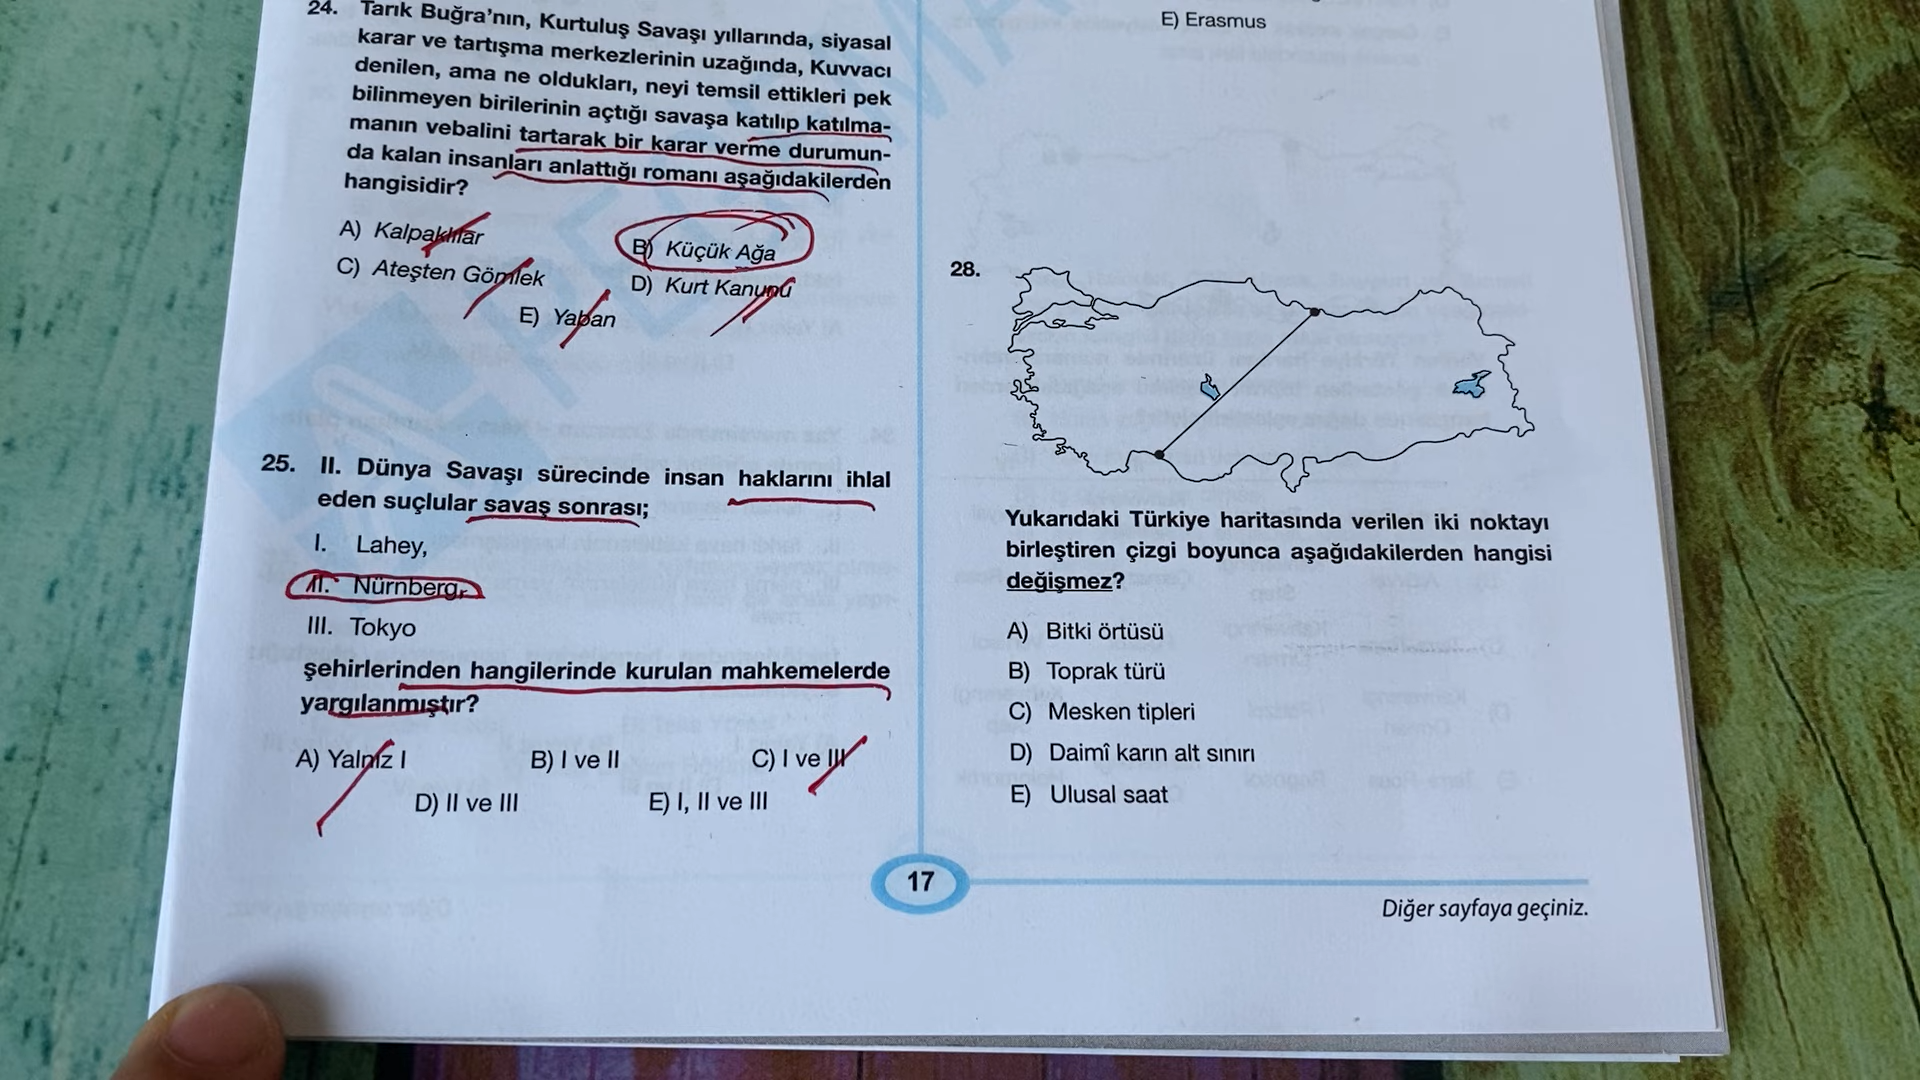 24. Tarık Buğra'nın, Kurtuluş Savaşı yıllarında, siyasal
karar ve tartışma merkezlerinin uzağında, Kuvvacı
denilen, ama ne oldukları, neyi temsil ettikleri pek
bilinmeyen birilerinin açtığı savaşa katılıp katılma-
manın vebalini tartarak bir karar verme durumun-
da kalan insanları anlattığı romanı aşağıdakilerden
hangisidir?
A) Kalpaklılar
B) Küçük Ağa
C) Ateşten Gömlek
D) Kurt Kanunu
E) Yaban
25. II. Dünya Savaşı sürecinde insan haklarını ihlal
eden suçlular savaş sonrası;
I. Lahey,
II. Nürnberg,
III. Tokyo
şehirlerinden hangilerinde kurulan mahkemelerde
yargılanmıştır?
A) Yalnız I
B) I ve II
C) I ve III
D) II ve III
E) I, II ve III
E) Erasmus
28.
Yukarıdaki Türkiye haritasında verilen iki noktayı
birleştiren çizgi boyunca aşağıdakilerden hangisi
değişmez?
A) Bitki örtüsü
B) Toprak türü
C) Mesken tipleri
D) Daimî karın alt sınırı
E) Ulusal saat
17
Diğer sayfaya geçiniz.